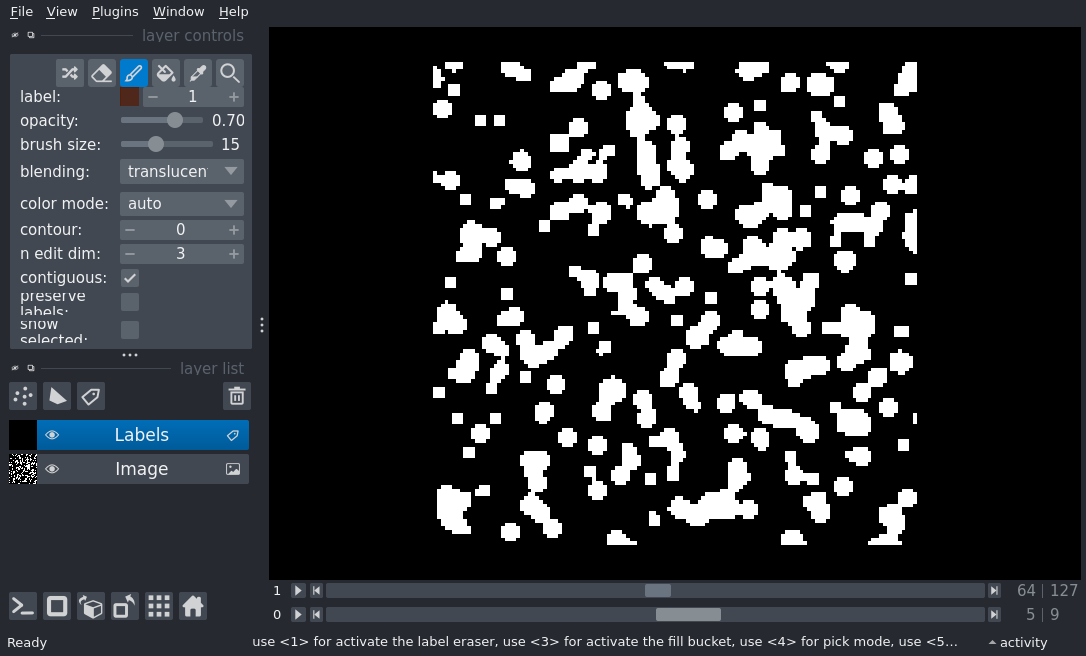 File View Plugins Window Help
layer controls
label: 1
opacity: 0.70
brush size: 15
blending: translucen
color mode: auto
contour: 0
n edit dim: 3
contiguous:
preserve
labels:
show
selected:
layer list
Labels
Image
1 64 | 127
0 5 | 9
Ready use <1> for activate the label eraser, use <3> for activate the fill bucket, use <4> for pick mode, use <5... activity